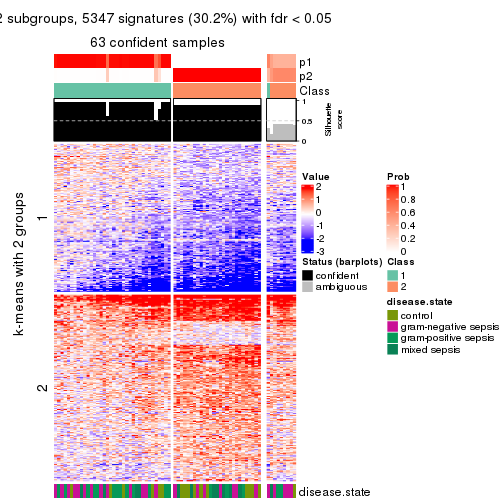 2 subgroups, 5347 signatures (30.2%) with fdr < 0.05
63 confident samples
p1
p2
Class
1
0.5
0
Silhouette
score
k-means with 2 groups
1
2
Value
2
1
0
-1
-2
-3
Prob
1
0.8
0.6
0.4
0.2
0
Status (barplots)
confident
ambiguous
Class
1
2
disease.state
control
gram-negative sepsis
gram-positive sepsis
mixed sepsis
disease.state